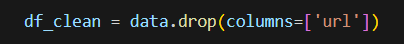 df_clean = data.drop(columns=['url'])